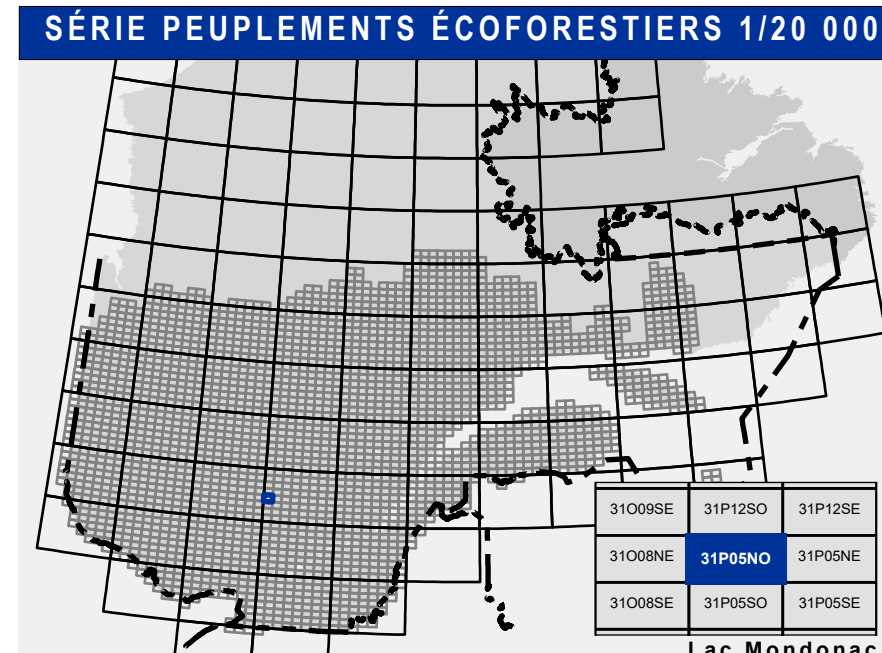 SÉRIE PEUPLEMENTS ÉCOFORESTIERS 1/20 000
31O09SE 31P12SO 31P12SE
31O08NE 31P05NO 31P05NE
31O08SE 31P05SO 31P05SE
Lac Mondonac